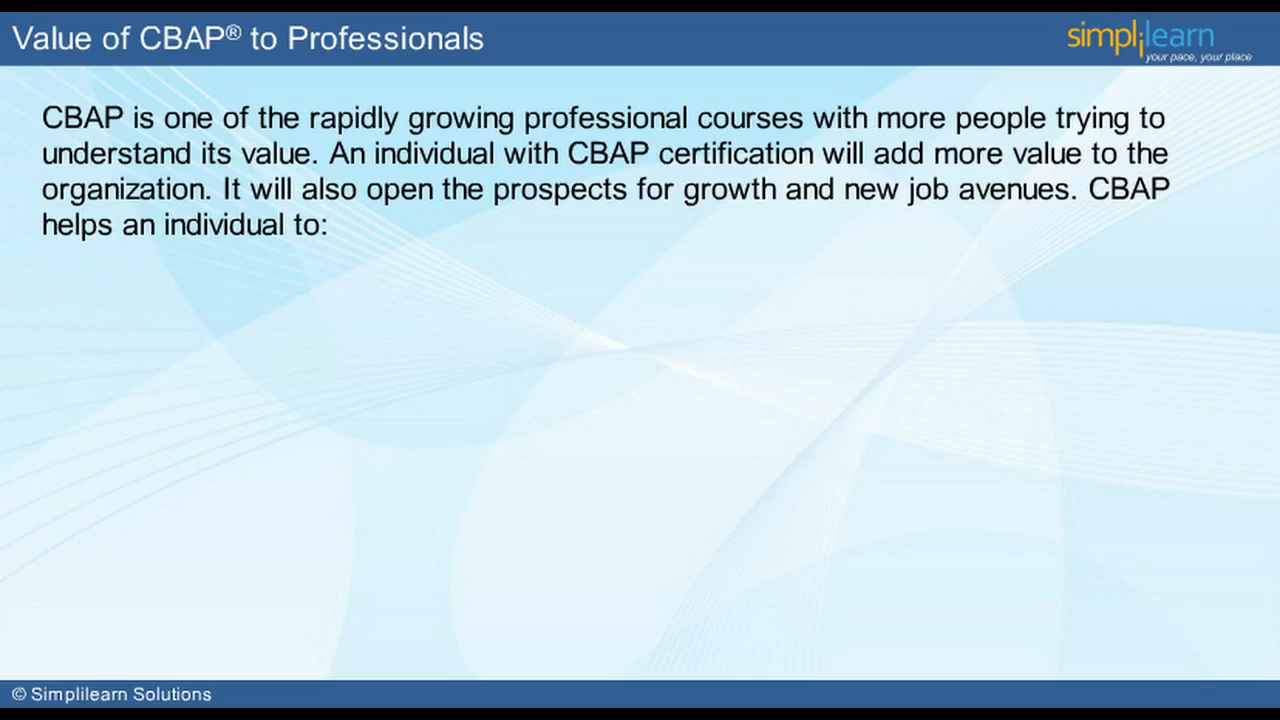 Value of CBAP® to Professionals
simplilearn
your pace, your place
CBAP is one of the rapidly growing professional courses with more people trying to
understand its value. An individual with CBAP certification will add more value to the
organization. It will also open the prospects for growth and new job avenues. CBAP
helps an individual to:
© Simplilearn Solutions